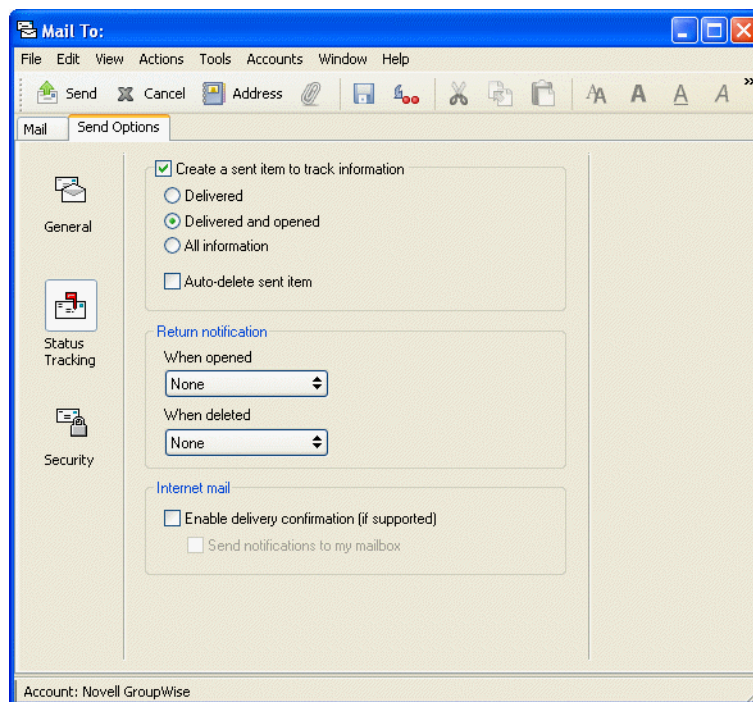 Mail To:
File Edit View Actions Tools Accounts Window Help
Send Cancel Address A A A A
Mail Send Options
General
Status
Tracking
Security
Create a sent item to track information
Delivered
Delivered and opened
All information
Auto-delete sent item
Return notification
When opened
None
When deleted
None
Internet mail
Enable delivery confirmation (if supported)
Send notifications to my mailbox
Account: Novell GroupWise